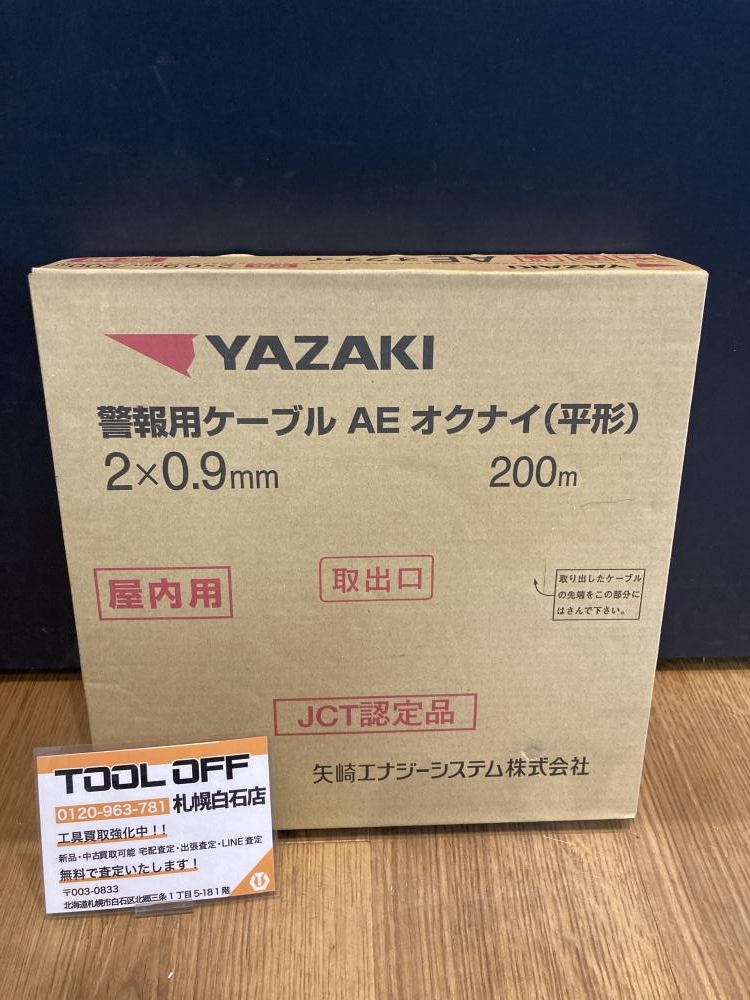 YAZAKI
警報用ケーブル AE オクナイ(平形)
2×0.9mm 200m
屋内用
取出口
取り出したケーブル
の先端をこの部分に
はさんで下さい。
JCT認定品
矢崎エナジーシステム株式会社
TOOL OFF
0120-963-781 札幌白石店
工具買取強化中!!
新品・中古買取可能 宅配査定・出張査定・LINE査定
無料で査定いたします!
〒003-0833
北海道札幌市白石区北郷三条1丁目5-18 1階